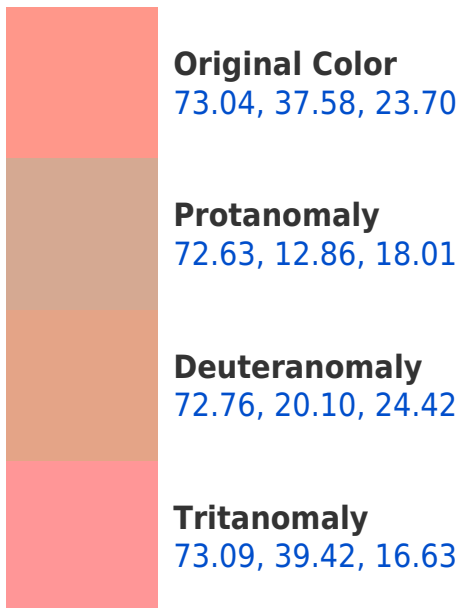 Original Color
73.04, 37.58, 23.70
Protanomaly
72.63, 12.86, 18.01
Deuteranomaly
72.76, 20.10, 24.42
Tritanomaly
73.09, 39.42, 16.63